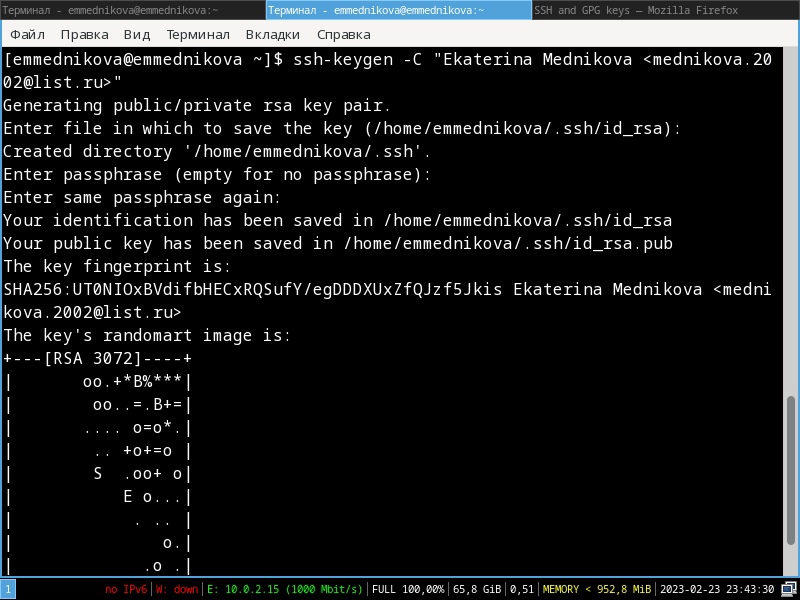 Терминал - emmednikova@emmednikova:~
Терминал - emmednikova@emmednikova:~
SSH and GPG keys — Mozilla Firefox
Файл Правка Вид Терминал Вкладки Справка
[emmednikova@emmednikova ~]$ ssh-keygen -C "Ekaterina Mednikova <mednikova.20
02@list.ru>"
Generating public/private rsa key pair.
Enter file in which to save the key (/home/emmednikova/.ssh/id_rsa):
Created directory '/home/emmednikova/.ssh'.
Enter passphrase (empty for no passphrase):
Enter same passphrase again:
Your identification has been saved in /home/emmednikova/.ssh/id_rsa
Your public key has been saved in /home/emmednikova/.ssh/id_rsa.pub
The key fingerprint is:
SHA256:UT0NIOxBVdifbHECxRQSufY/egDDDXUxZfQJzf5Jkis Ekaterina Mednikova <medni
kova.2002@list.ru>
The key's randomart image is:
+---[RSA 3072]----+
|        oo.+*B%***|
|         oo..=.B+=|
|        .... o=o*.|
|         .. +o+=o |
|         S  .oo+ o|
|            E o...|
|             . .. |
|                o.|
|              .o .|
1 no IPv6 W: down E: 10.0.2.15 (1000 Mbit/s) FULL 100,00% 65,8 GiB 0,51 MEMORY < 952,8 MiB 2023-02-23 23:43:30